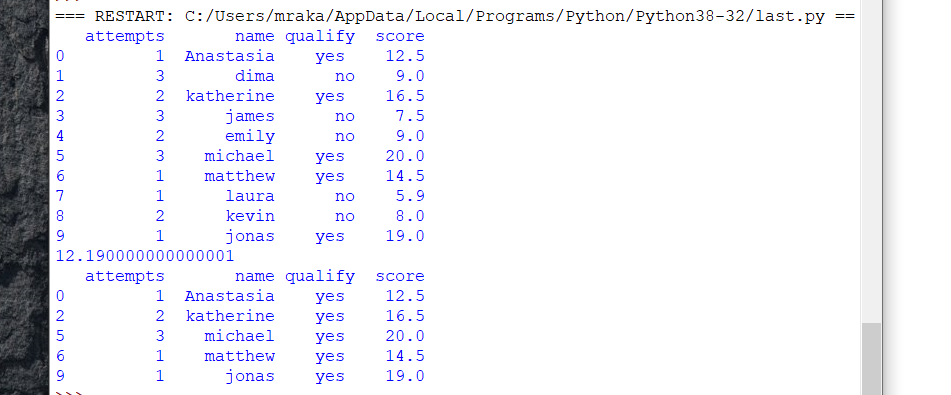 === RESTART: C:/Users/mraka/AppData/Local/Programs/Python/Python38-32/last.py ==
   attempts       name qualify  score
0         1  Anastasia    yes    12.5
1         3       dima      no    9.0
2         2  katherine    yes    16.5
3         3      james      no    7.5
4         2      emily      no    9.0
5         3    michael    yes    20.0
6         1    matthew    yes    14.5
7         1      laura      no    5.9
8         2      kevin      no    8.0
9         1      jonas    yes    19.0
12.190000000000001
   attempts       name qualify  score
0         1  Anastasia    yes    12.5
2         2  katherine    yes    16.5
5         3    michael    yes    20.0
6         1    matthew    yes    14.5
9         1      jonas    yes    19.0
>>>